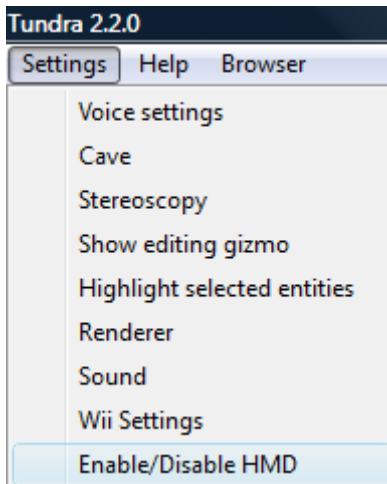 Tundra 2.2.0
Settings Help Browser
Voice settings
Cave
Stereoscopy
Show editing gizmo
Highlight selected entities
Renderer
Sound
Wii Settings
Enable/Disable HMD